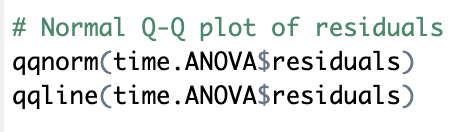 # Normal Q-Q plot of residuals
qqnorm(time.ANOVA$residuals)
qqline(time.ANOVA$residuals)